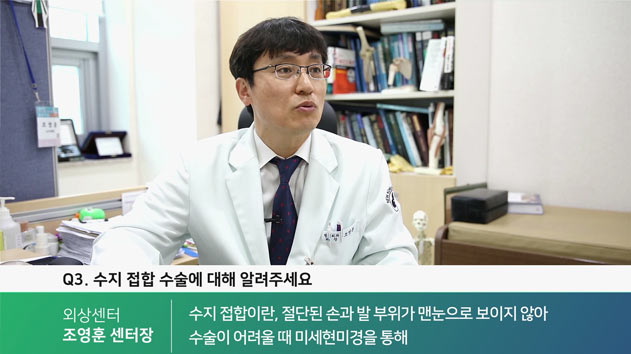 Q3. 수지 접합 수술에 대해 알려주세요
외상센터
조영훈 센터장
수지 접합이란, 절단된 손과 발 부위가 맨눈으로 보이지 않아
수술이 어려울 때 미세현미경을 통해